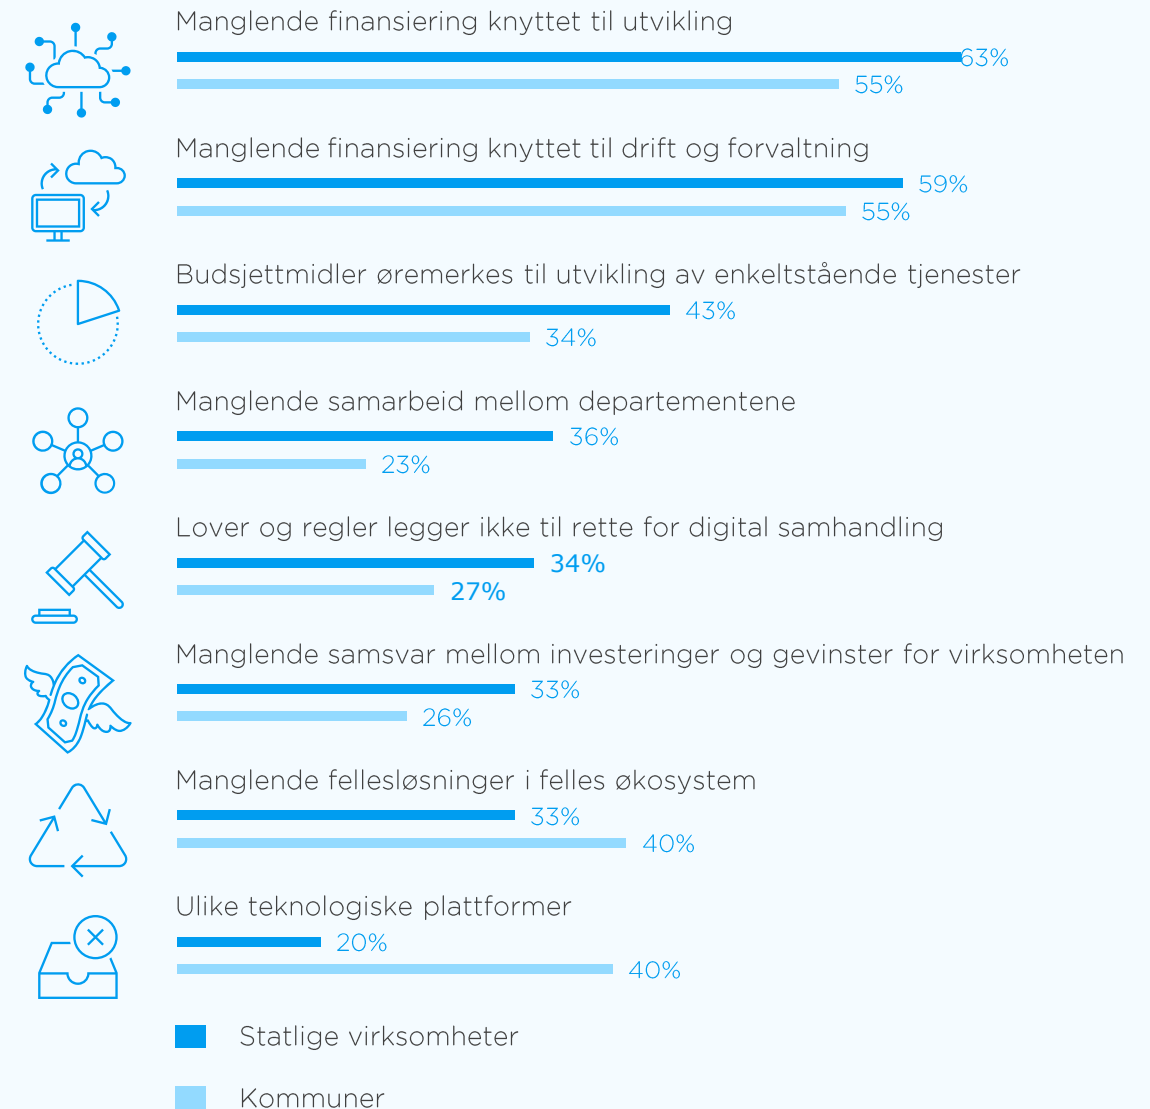 Manglende finansiering knyttet til utvikling
63%
55%
Manglende finansiering knyttet til drift og forvaltning
59%
55%
Budsjettmidler øremerkes til utvikling av enkeltstående tjenester
43%
34%
Manglende samarbeid mellom departementene
36%
23%
Lover og regler legger ikke til rette for digital samhandling
34%
27%
Manglende samsvar mellom investeringer og gevinster for virksomheten
33%
26%
Manglende fellesløsninger i felles økosystem
33%
40%
Ulike teknologiske plattformer
20%
40%
Statlige virksomheter
Kommuner